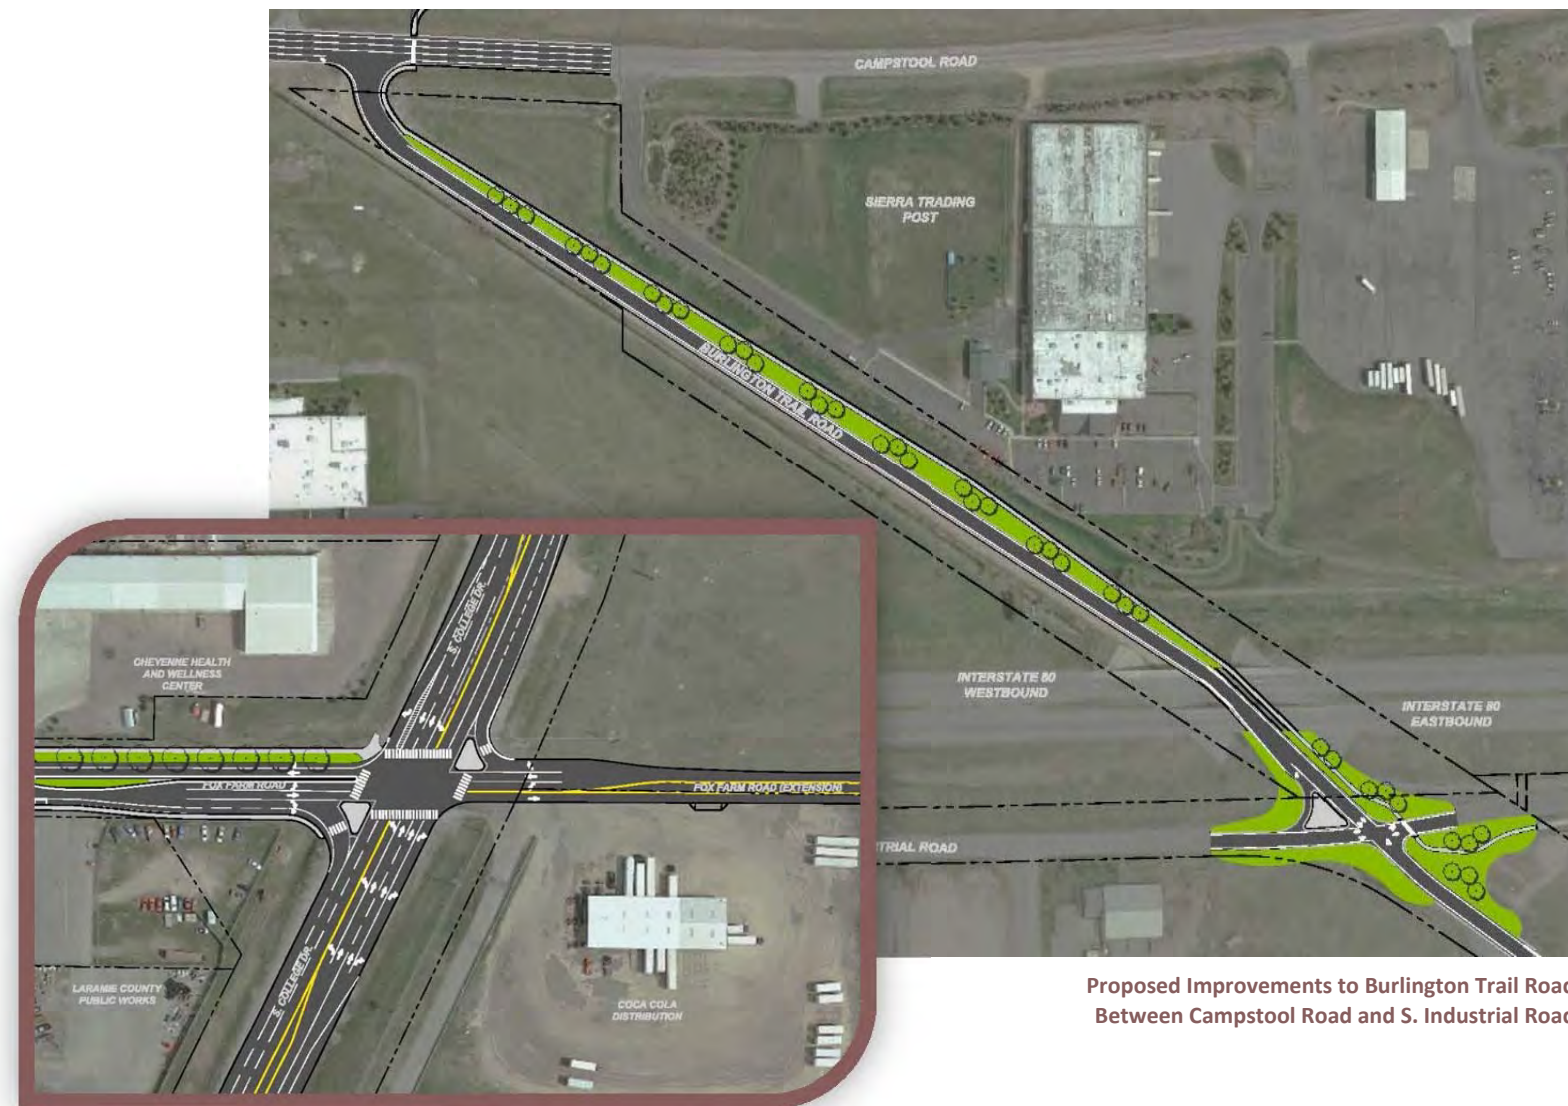 CAMPSTOOL ROAD
SIERRA TRADING
POST
BURLINGTON TRAIL ROAD
INTERSTATE 80
WESTBOUND
INTERSTATE 80
EASTBOUND
TRIAL ROAD
S. COLLEGE DR.
CHEYENNE HEALTH
AND WELLNESS
CENTER
FOX FARM ROAD
FOX FARM ROAD (EXTENSION)
S. COLLEGE DR.
LARAMIE COUNTY
PUBLIC WORKS
COCA COLA
DISTRIBUTION
Proposed Improvements to Burlington Trail Road
Between Campstool Road and S. Industrial Road